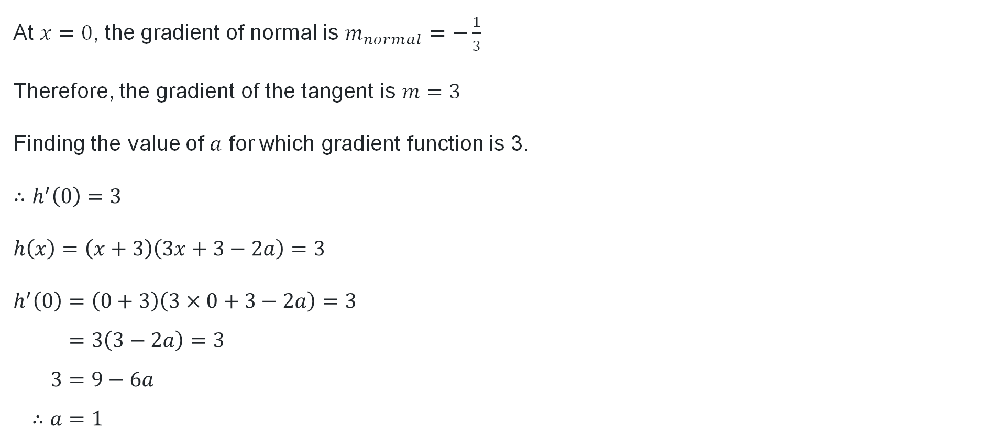 At x = 0, the gradient of normal is m_normal = −1/3
Therefore, the gradient of the tangent is m = 3
Finding the value of a for which gradient function is 3.
∴ h′(0) = 3
h(x) = (x + 3)(3x + 3 − 2a) = 3
h′(0) = (0 + 3)(3 × 0 + 3 − 2a) = 3
= 3(3 − 2a) = 3
3 = 9 − 6a
∴ a = 1